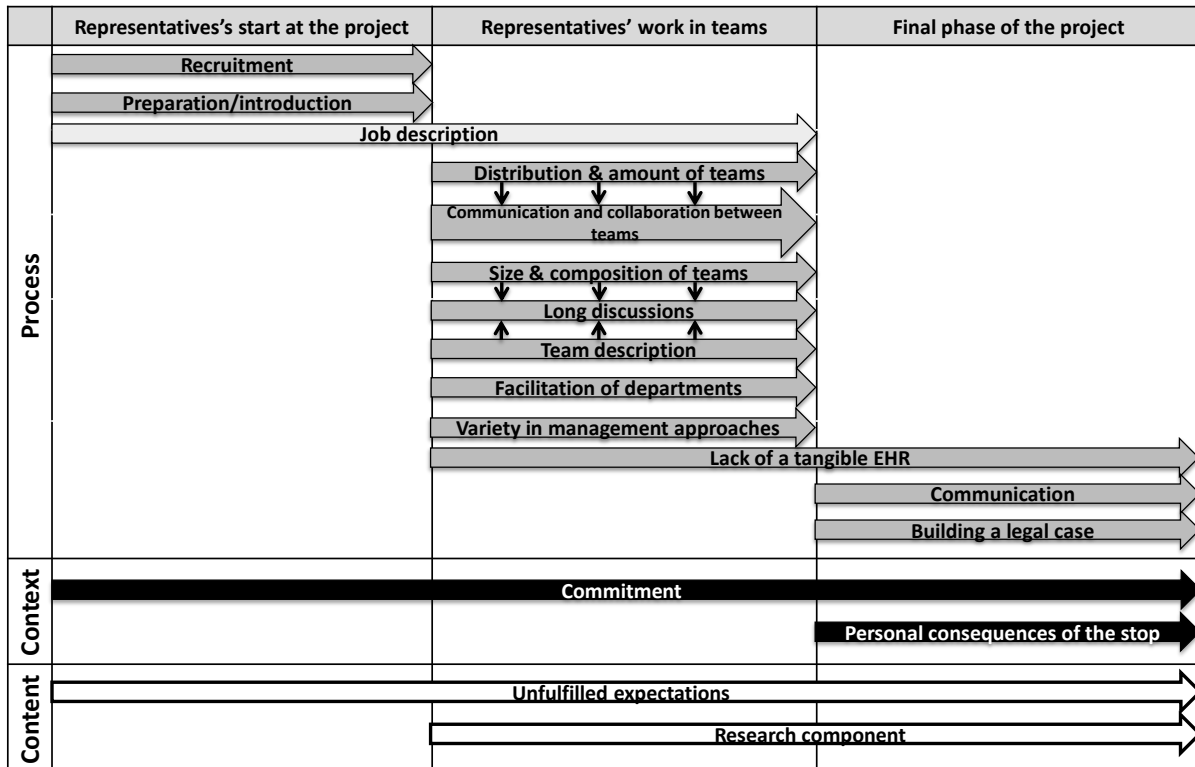 Representatives's start at the project
Representatives' work in teams
Final phase of the project
Process
Recruitment
Preparation/introduction
Job description
Distribution & amount of teams
Communication and collaboration between
teams
Size & composition of teams
Long discussions
Team description
Facilitation of departments
Variety in management approaches
Lack of a tangible EHR
Communication
Building a legal case
Context
Commitment
Personal consequences of the stop
Content
Unfulfilled expectations
Research component